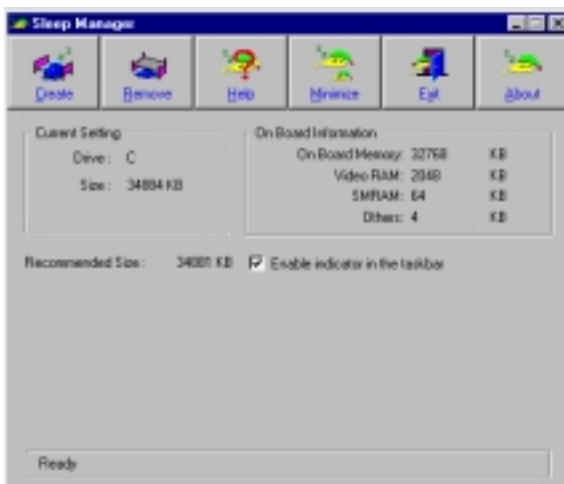 Sleep Manager
Create Remove Help Minimize Exit About
Current Setting
Drive: C
Size: 34884 KB
On Board Information
On Board Memory: 32768 KB
Video RAM: 2048 KB
SMRAM: 64 KB
Others: 4 KB
Recommended Size: 34881 KB Enable indicator in the taskbar
Ready